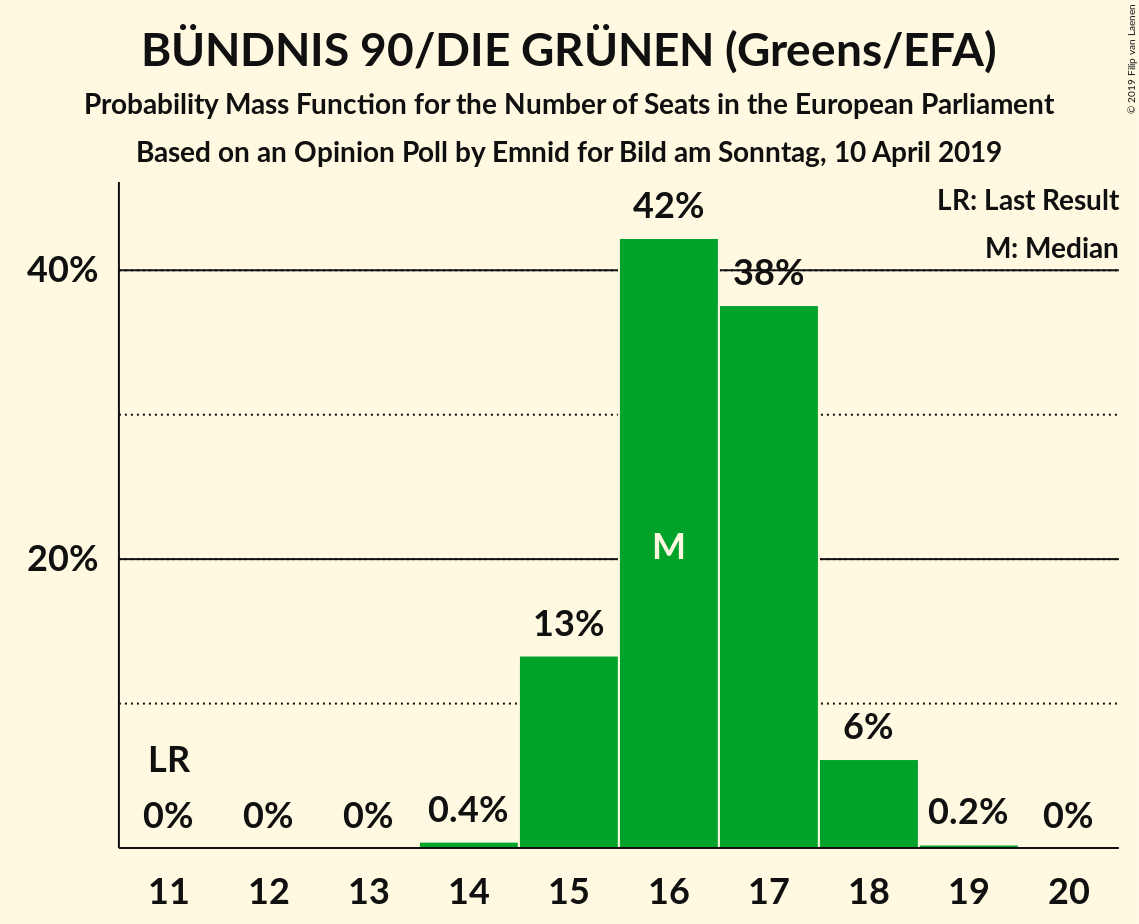 BÜNDNIS 90/DIE GRÜNEN (Greens/EFA)
Probability Mass Function for the Number of Seats in the European Parliament
Based on an Opinion Poll by Emnid for Bild am Sonntag, 10 April 2019
© 2019 Filip van Laenen
LR: Last Result
M: Median
40%
20%
LR
0%
0%
0%
0.4%
13%
42%
38%
6%
0.2%
0%
M
11 12 13 14 15 16 17 18 19 20